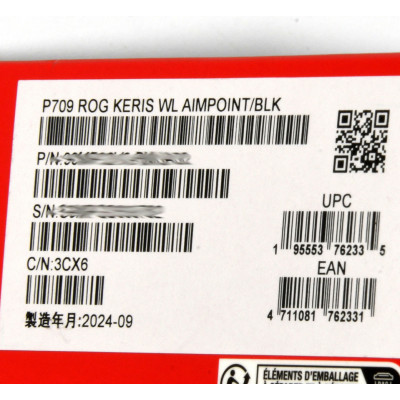 P709 ROG KERIS WL AIMPOINT/BLK
P/N:
S/N:
UPC
1 95553 76233 5
C/N:3CX6
EAN
4 711081 762331
製造年月:2024-09
ÉLÉMENTS D'EMBALLAGE